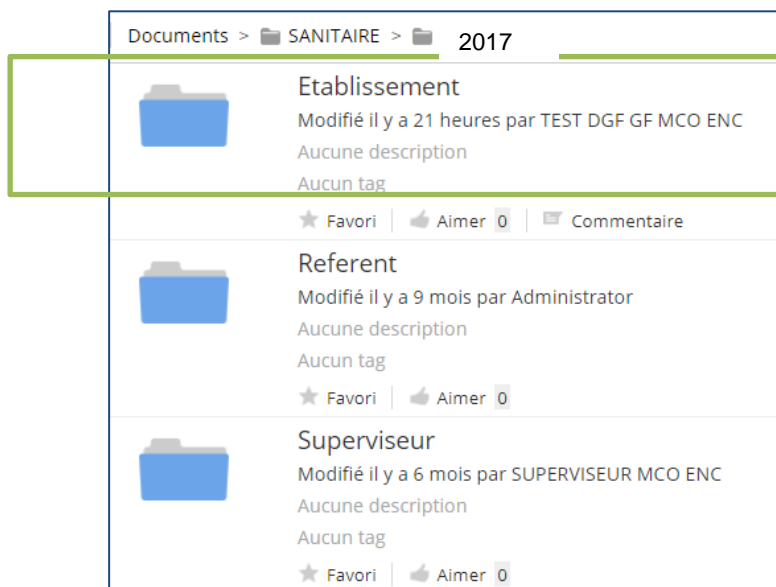 Documents > SANITAIRE > 2017
Etablissement
Modifié il y a 21 heures par TEST DGF GF MCO ENC
Aucune description
Aucun tag
Favori Aimer 0 Commentaire
Referent
Modifié il y a 9 mois par Administrator
Aucune description
Aucun tag
Favori Aimer 0
Superviseur
Modifié il y a 6 mois par SUPERVISEUR MCO ENC
Aucune description
Aucun tag
Favori Aimer 0